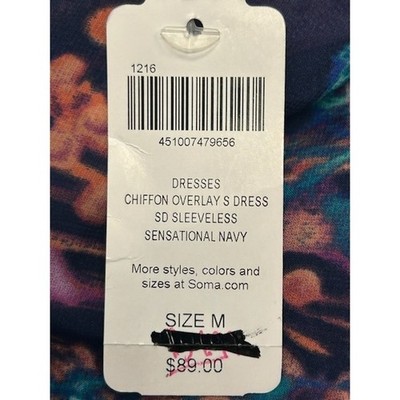 1216
451007479656
DRESSES
CHIFFON OVERLAY S DRESS
SD SLEEVELESS
SENSATIONAL NAVY
More styles, colors and
sizes at Soma.com
SIZE M
$89.00